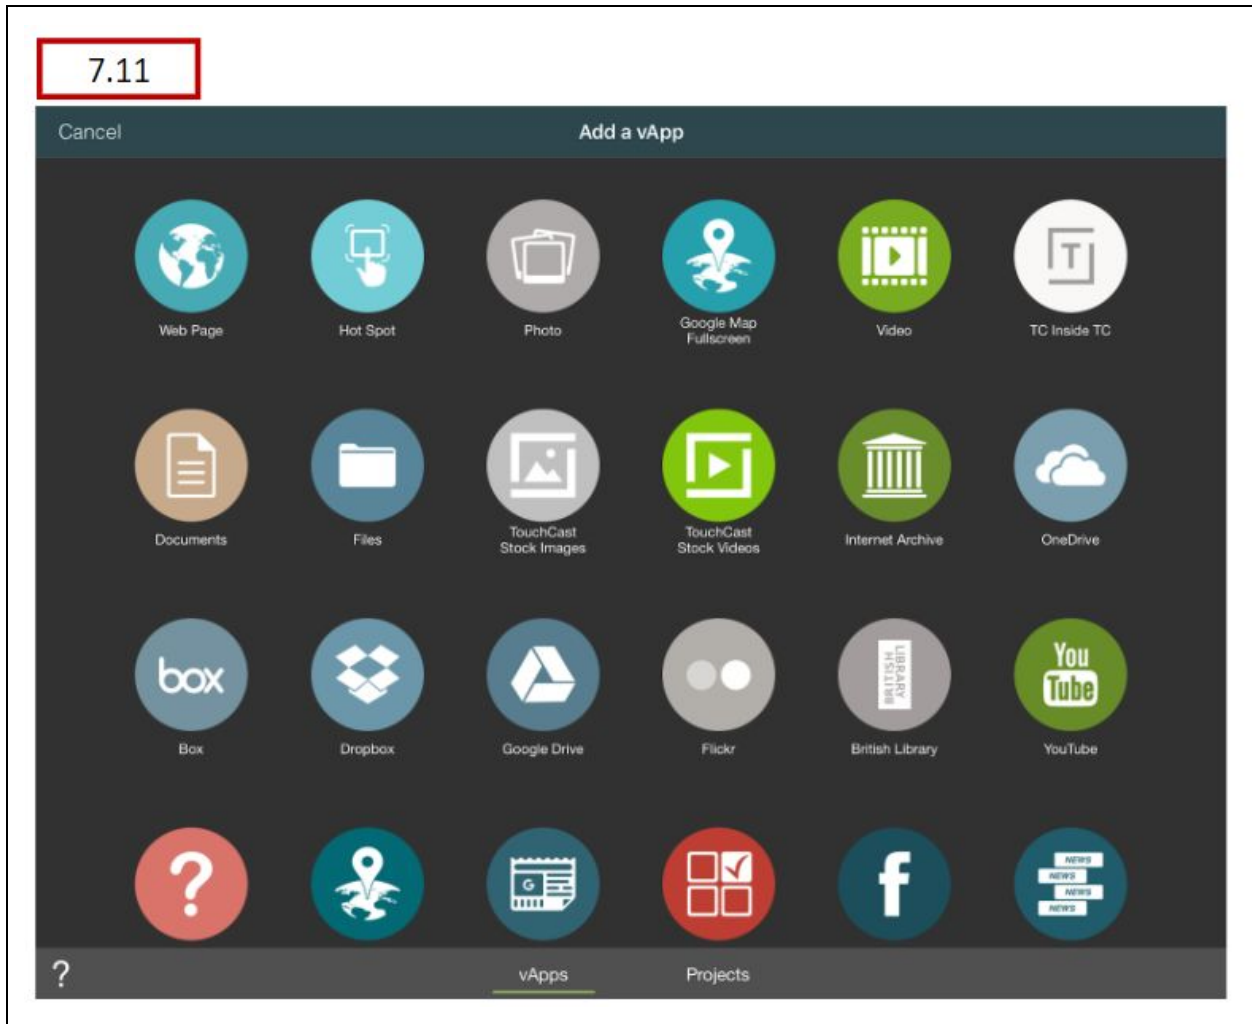 7.11
Cancel
Add a vApp
Web Page
Hot Spot
Photo
Google Map
Fullscreen
Video
T
TC Inside TC
Documents
Files
TouchCast
Stock Images
TouchCast
Stock Videos
Internet Archive
OneDrive
box
Box
Dropbox
Google Drive
Flickr
BRITISH
LIBRARY
British Library
You
Tube
YouTube
?
G
f
NEWS
NEWS
NEWS
NEWS
?
vApps
Projects